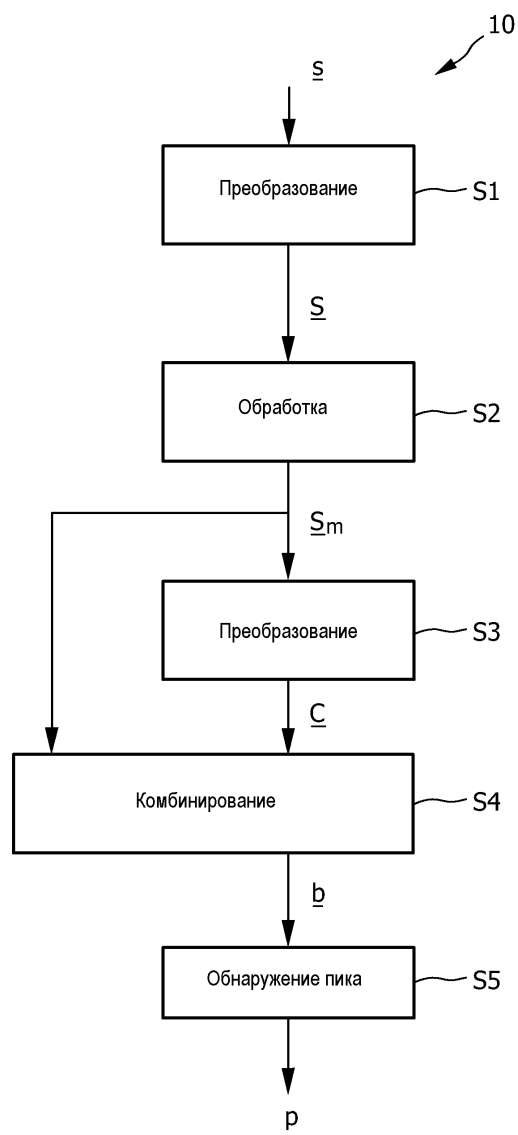 10
s
Преобразование
S1
S
Обработка
S2
Sm
Преобразование
S3
C
Комбинирование
S4
b
Обнаружение пика
S5
p